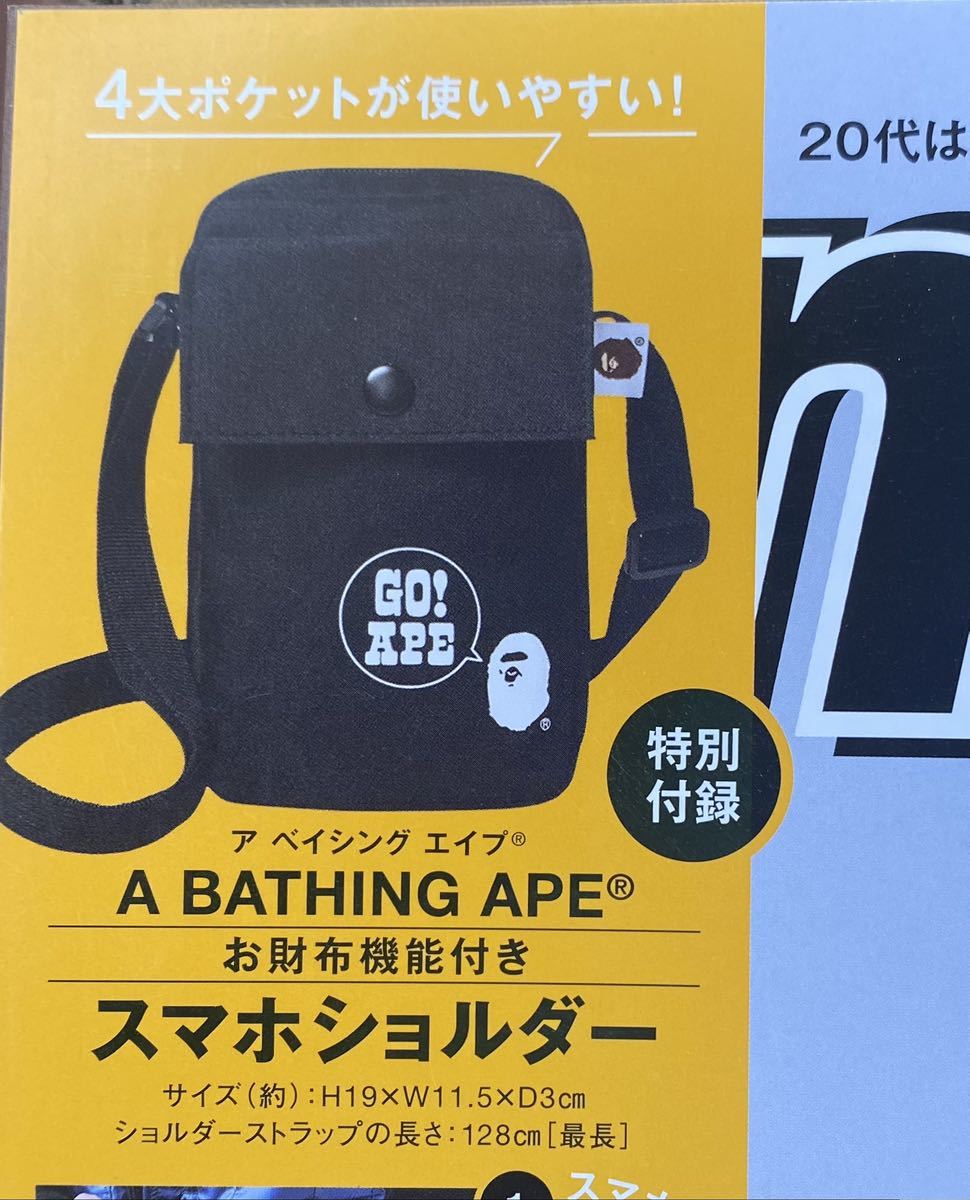 4大ポケットが使いやすい!
20代は
n
GO!
APE
®
®
特別
付録
ア ベイシング エイプ®
A BATHING APE®
お財布機能付き
スマホショルダー
サイズ(約):H19×W11.5×D3cm
ショルダーストラップの長さ:128cm[最長]
1
スマ